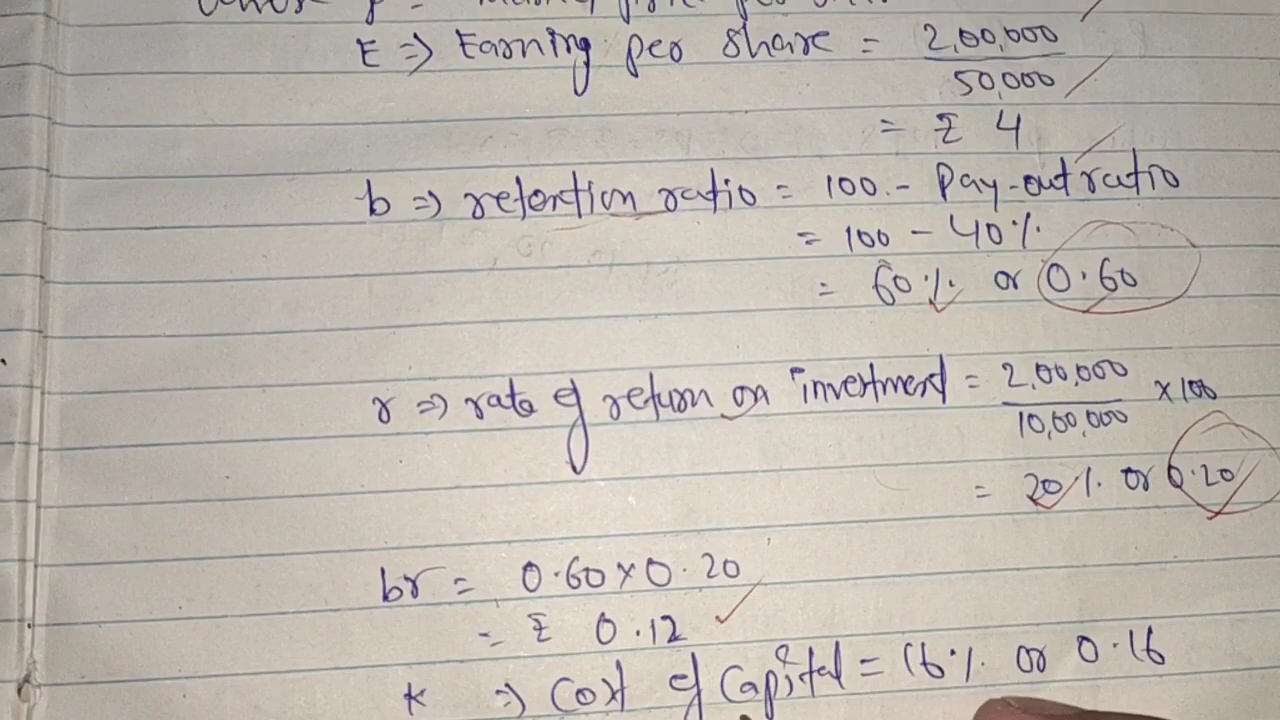 E => Earning per share = 2,00,000
50,000
= ₹ 4
b => retention ratio = 100 - Pay-out ratio
= 100 - 40%
= 60% or 0.60
r => rate of return on investment = 2,00,000 × 100
10,00,000
= 20% or 0.20
br = 0.60 × 0.20
= ₹ 0.12
K => Cost of Capital = 16% or 0.16